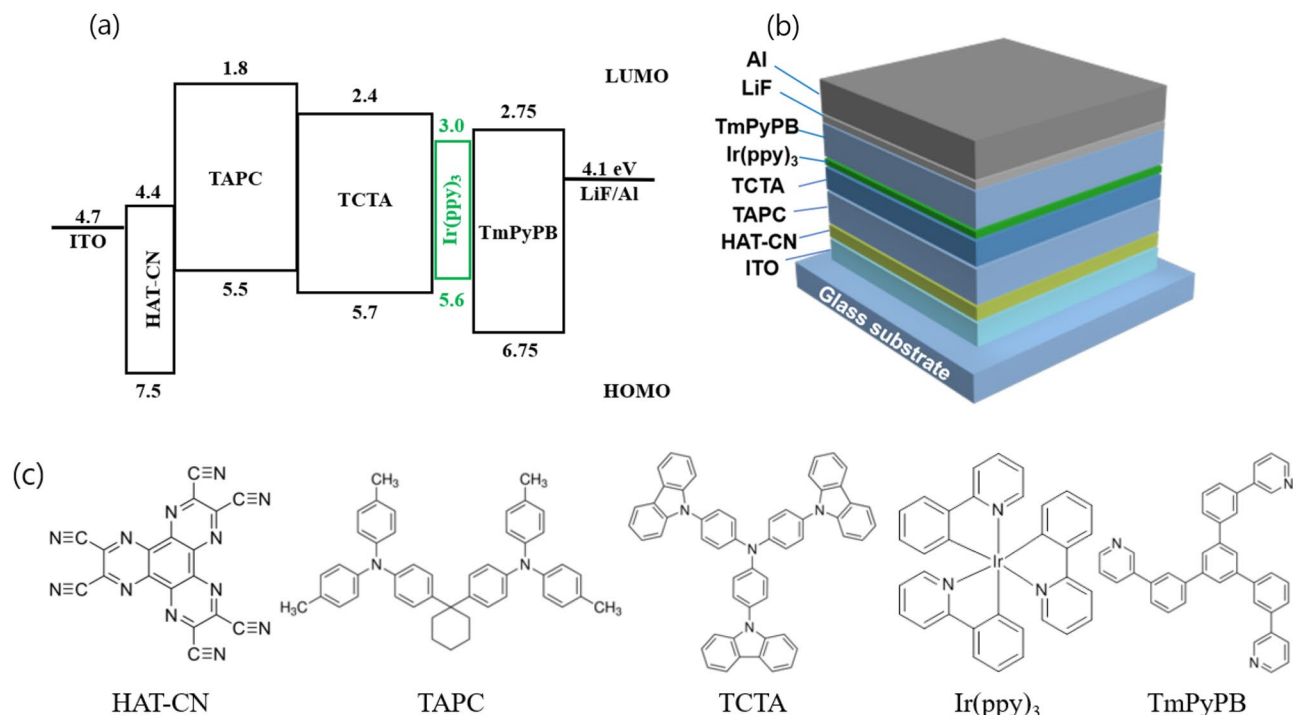 (a)
1.8
LUMO
2.4
3.0
2.75
TAPC
4.1 eV
LiF/Al
4.4
TCTA
Ir(ppy)₃
TmPyPB
4.7
ITO
HAT-CN
5.5
5.7
5.6
6.75
7.5
HOMO
(b)
Al
LiF
TmPyPB
Ir(ppy)₃
TCTA
TAPC
HAT-CN
ITO
Glass substrate
(c)
C≡N
C≡N
N≡C
N≡C
C≡N
C≡N
N
N
N
N
N
N
HAT-CN
CH₃
CH₃
N
N
H₃C
CH₃
TAPC
N
N
N
N
TCTA
N
Ir
N
N
Ir(ppy)₃
N
N
N
TmPyPB